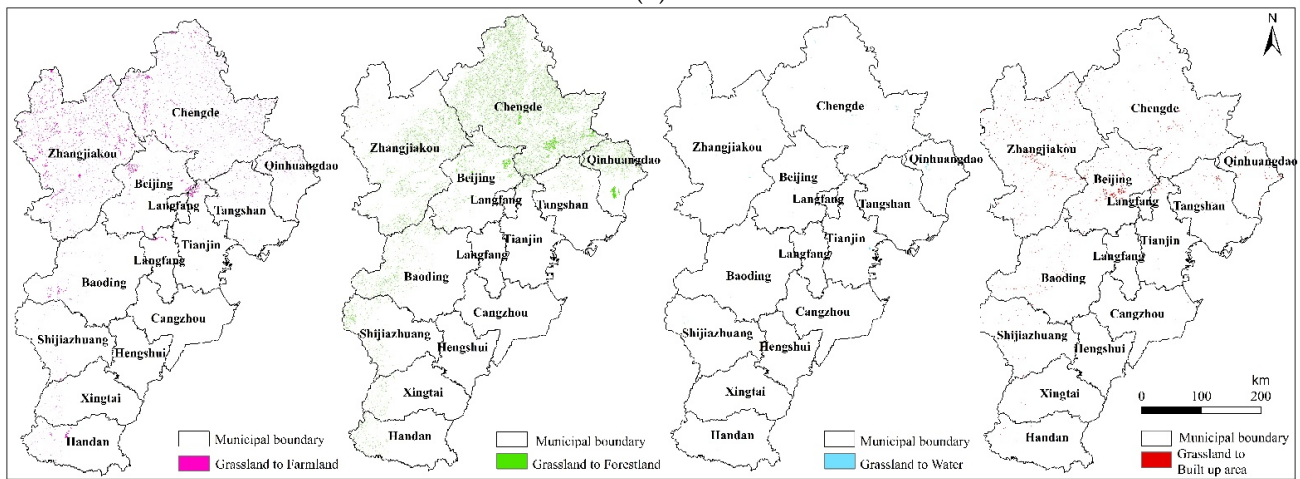 N
Chengde
Zhangjiakou
Qinhuangdao
Beijing
Langfang
Tangshan
Tianjin
Langfang
Baoding
Cangzhou
Shijiazhuang
Hengshui
Xingtai
Handan
Municipal boundary
Grassland to Farmland
Chengde
Zhangjiakou
Qinhuangdao
Beijing
Langfang
Tangshan
Tianjin
Langfang
Baoding
Cangzhou
Shijiazhuang
Hengshui
Xingtai
Handan
Municipal boundary
Grassland to Forestland
Chengde
Zhangjiakou
Qinhuangdao
Beijing
Langfang
Tangshan
Tianjin
Langfang
Baoding
Cangzhou
Shijiazhuang
Hengshui
Xingtai
Handan
Municipal boundary
Grassland to Water
Chengde
Zhangjiakou
Qinhuangdao
Beijing
Langfang
Tangshan
Tianjin
Langfang
Baoding
Cangzhou
Shijiazhuang
Hengshui
Xingtai
Handan
km
0 100 200
Municipal boundary
Grassland to
Built up area